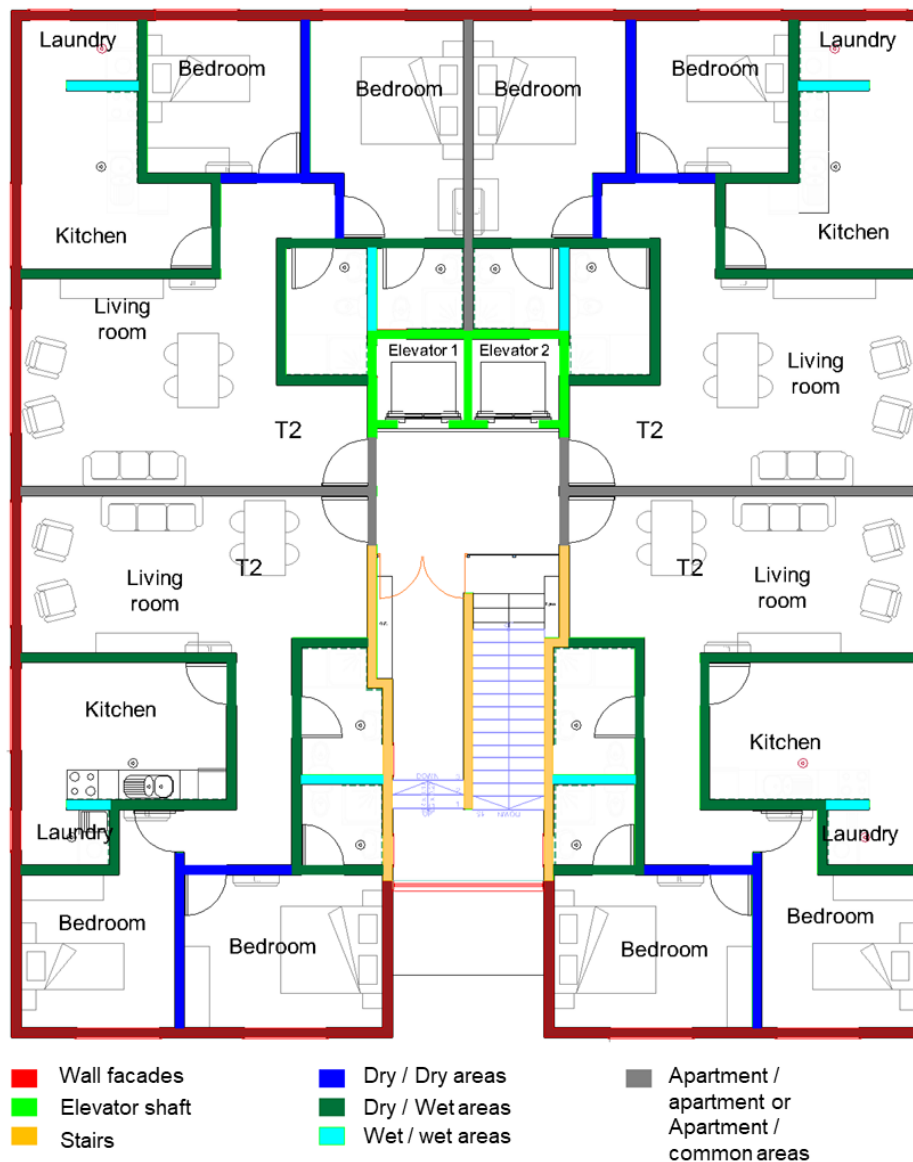 Laundry
Bedroom
Bedroom
Bedroom
Bedroom
Laundry
Kitchen
Kitchen
Living
room
Elevator 1
Elevator 2
Living
room
T2
T2
Living
room
T2
T2
Living
room
Kitchen
Kitchen
Laundry
DOWN
DOWN
Laundry
Bedroom
Bedroom
Bedroom
Bedroom
Wall facades
Elevator shaft
Stairs
Dry / Dry areas
Dry / Wet areas
Wet / wet areas
Apartment /
apartment or
Apartment /
common areas